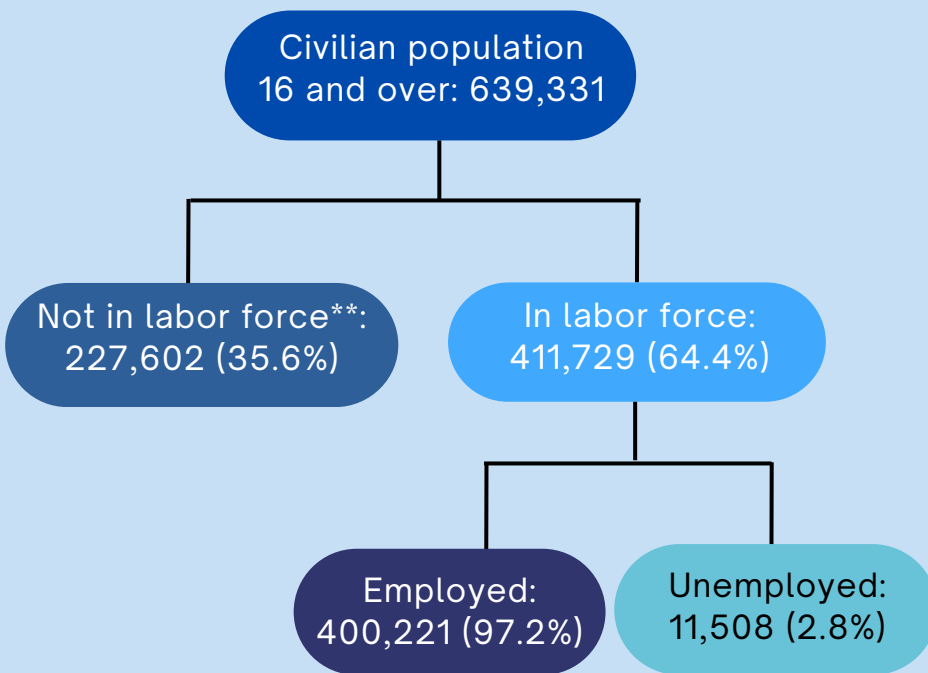 Civilian population
16 and over: 639,331
Not in labor force**:
227,602 (35.6%)
In labor force:
411,729 (64.4%)
Employed:
400,221 (97.2%)
Unemployed:
11,508 (2.8%)